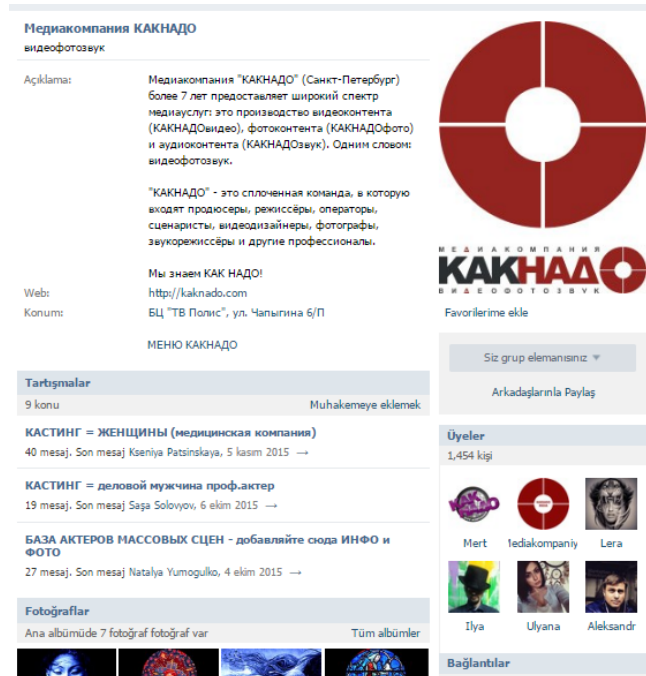 Медиакомпания КАКНАДО
видеофотозвук
Açıklama:
Медиакомпания "КАКНАДО" (Санкт-Петербург)
более 7 лет предоставляет широкий спектр
медиауслуг: это производство видеоконтента
(КАКНАДОвидео), фотоконтента (КАКНАДОфото)
и аудиоконтента (КАКНАДОзвук). Одним словом:
видеофотозвук.
"КАКНАДО" - это сплоченная команда, в которую
входят продюсеры, режиссёры, операторы,
сценаристы, видеодизайнеры, фотографы,
звукорежиссёры и другие профессионалы.
Мы знаем КАК НАДО!
Web: http://kaknado.com
Konum: БЦ "ТВ Полис", ул. Чапыгина 6/П
МЕНЮ КАКНАДО
Tartışmalar
9 konu Muhakemeye eklemek
КАСТИНГ = ЖЕНЩИНЫ (медицинская компания)
40 mesaj. Son mesaj Kseniya Patsinskaya, 5 kasım 2015 →
КАСТИНГ = деловой мужчина проф.актер
19 mesaj. Son mesaj Saşa Solovyov, 6 ekim 2015 →
БАЗА АКТЕРОВ МАССОВЫХ СЦЕН - добавляйте сюда ИНФО и
ФОТО
27 mesaj. Son mesaj Natalya Yumogulko, 4 ekim 2015 →
Fotoğraflar
Ana albümüde 7 fotoğraf fotoğraf var Tüm albümler
МЕДИАКОМПАНИЯ
КАКНАДО
ВИДЕОФОТОЗВУК
Favorilerime ekle
Siz grup elemanısınız
Arkadaşlarınla Paylaş
Üyeler
1,454 kişi
КАК
НАДО
Mert
Mediakompaniy
Lera
Ilya
Ulyana
Aleksandr
Bağlantılar